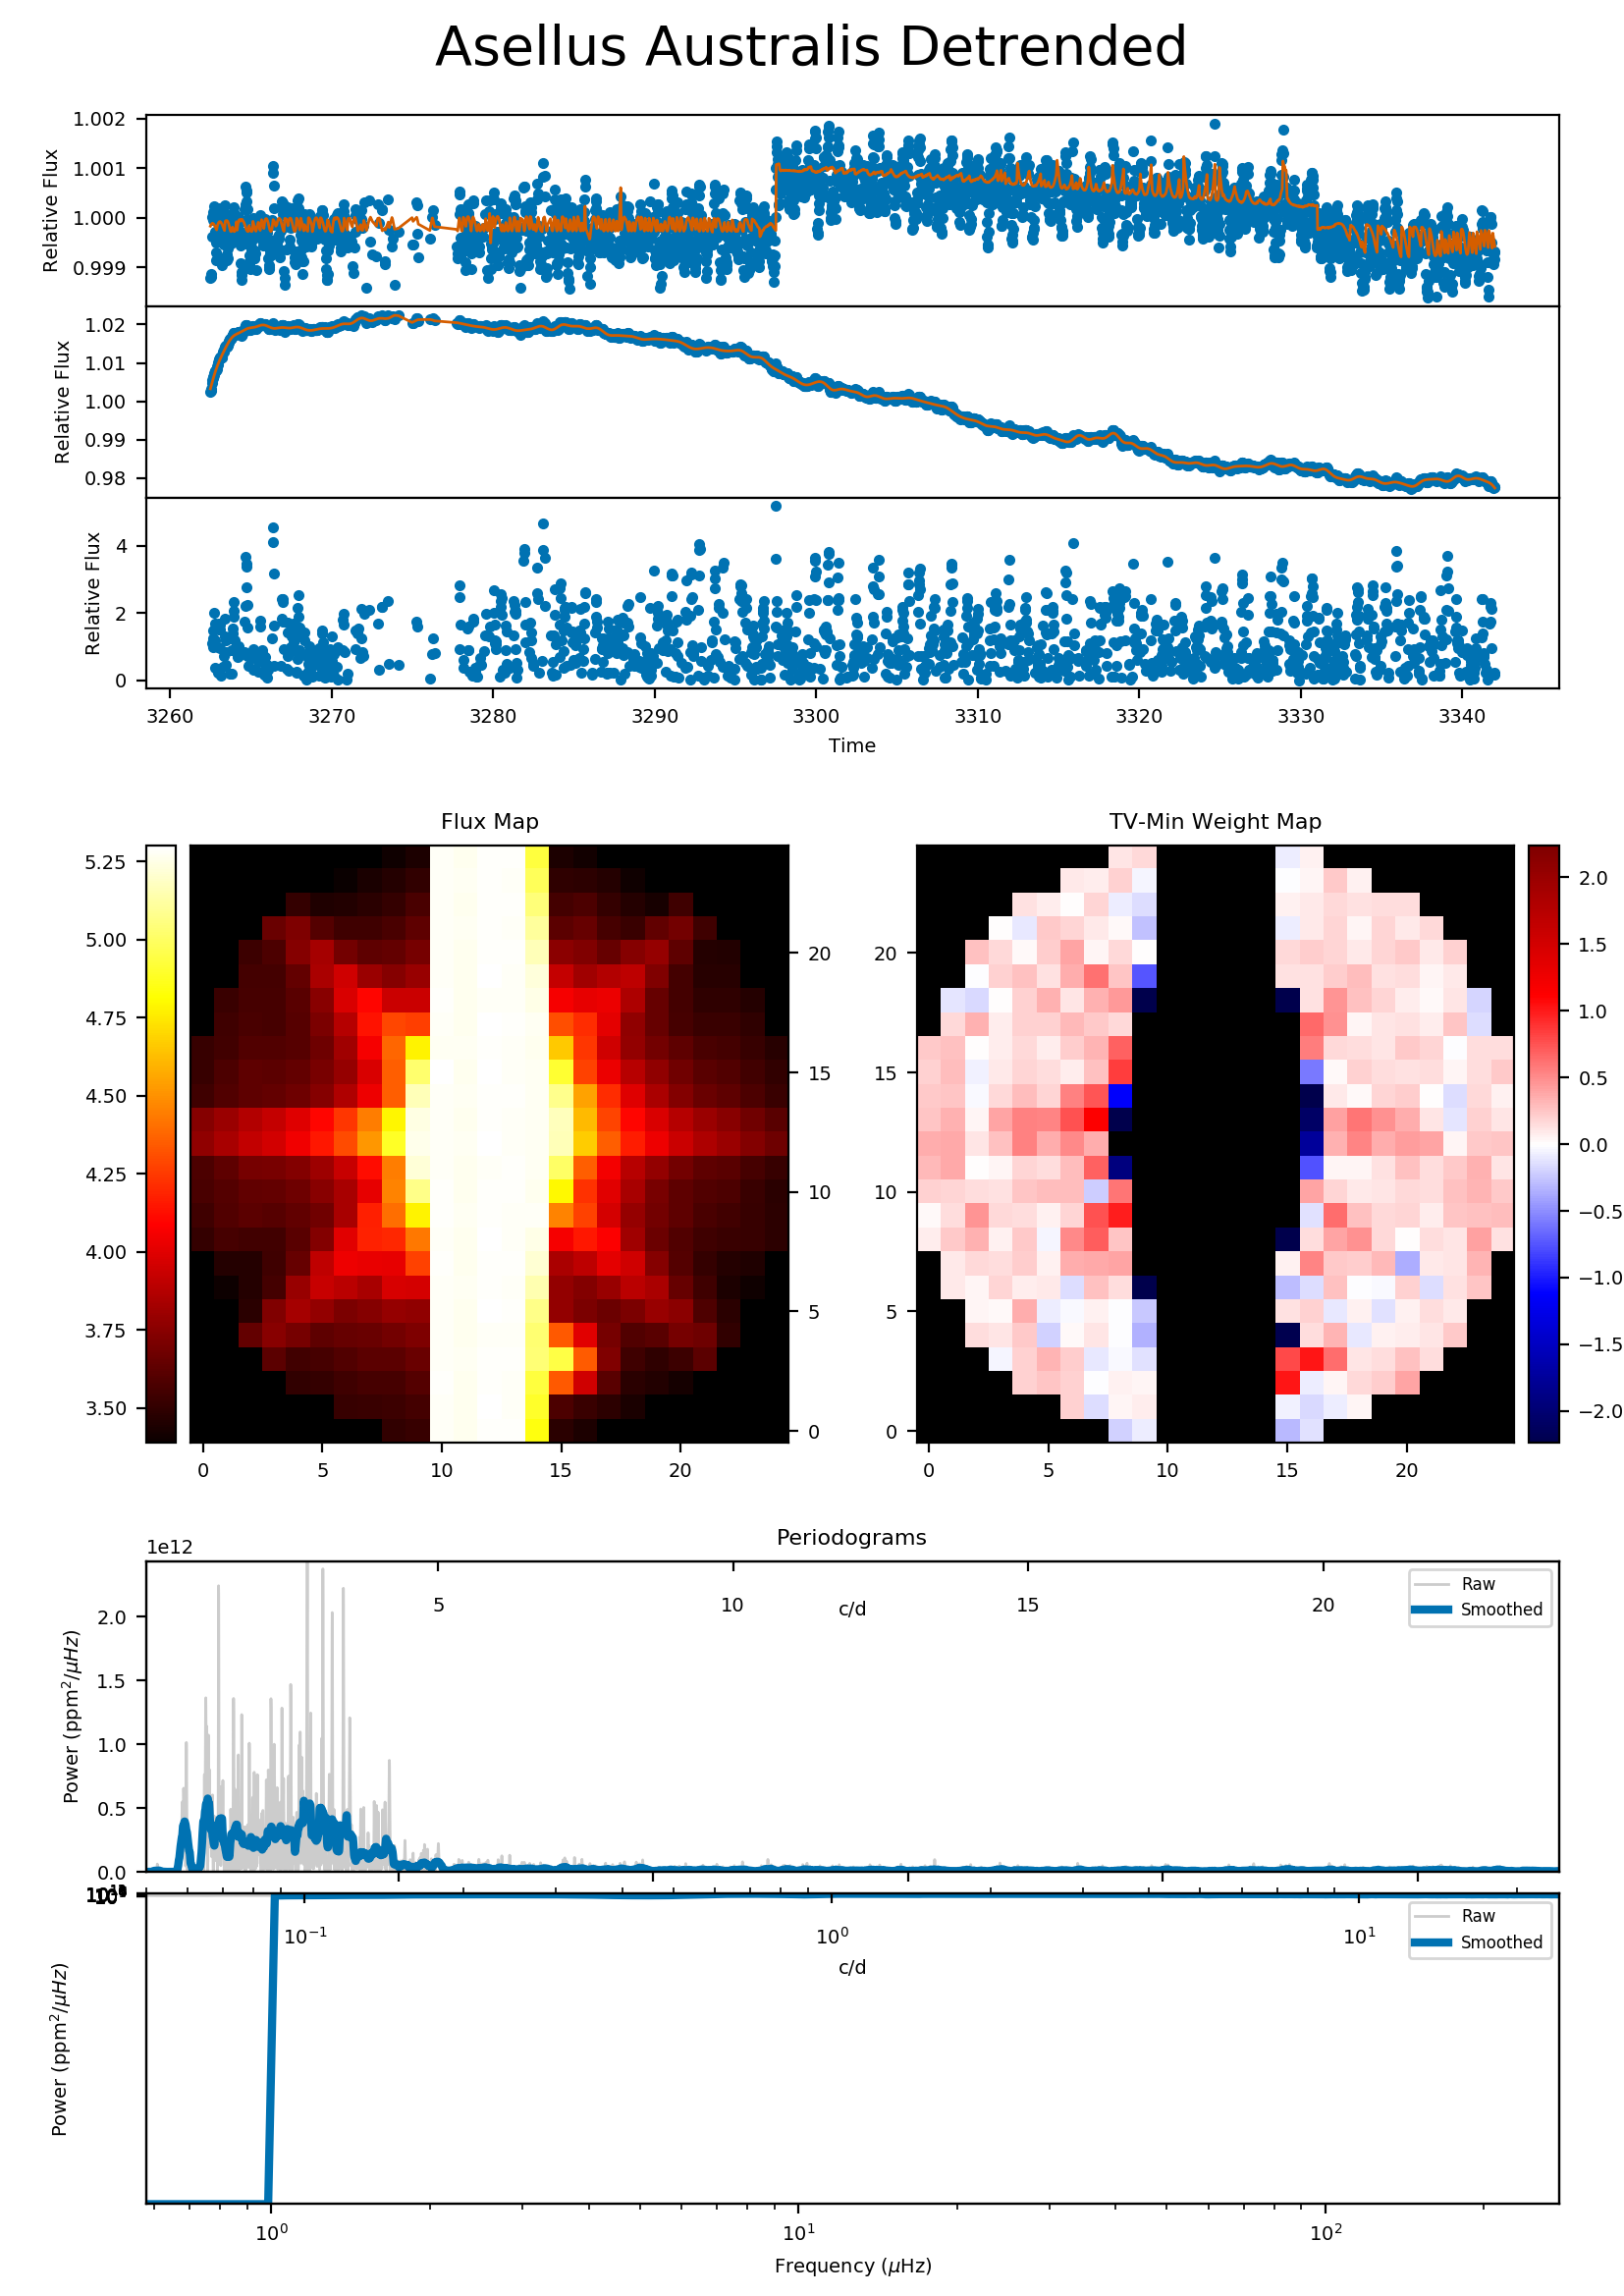 Asellus Australis Detrended
1.002
1.001
1.000
0.999
Relative Flux
1.02
1.01
1.00
0.99
0.98
Relative Flux
4
2
0
Relative Flux
3260 3270 3280 3290 3300 3310 3320 3330 3340
Time
Flux Map
5.25
5.00
4.75
4.50
4.25
4.00
3.75
3.50
20
15
10
5
0
0 5 10 15 20
TV-Min Weight Map
20
15
10
5
0
0 5 10 15 20
2.0
1.5
1.0
0.5
0.0
−0.5
−1.0
−1.5
−2.0
Periodograms
1e12
2.0
1.5
1.0
0.5
0.0
Power (ppm²/μHz)
5 10 15 20
c/d
Raw
Smoothed
10⁻¹ 10⁰ 10¹
c/d
Raw
Smoothed
Power (ppm²/μHz)
10⁰ 10¹ 10²
Frequency (μHz)